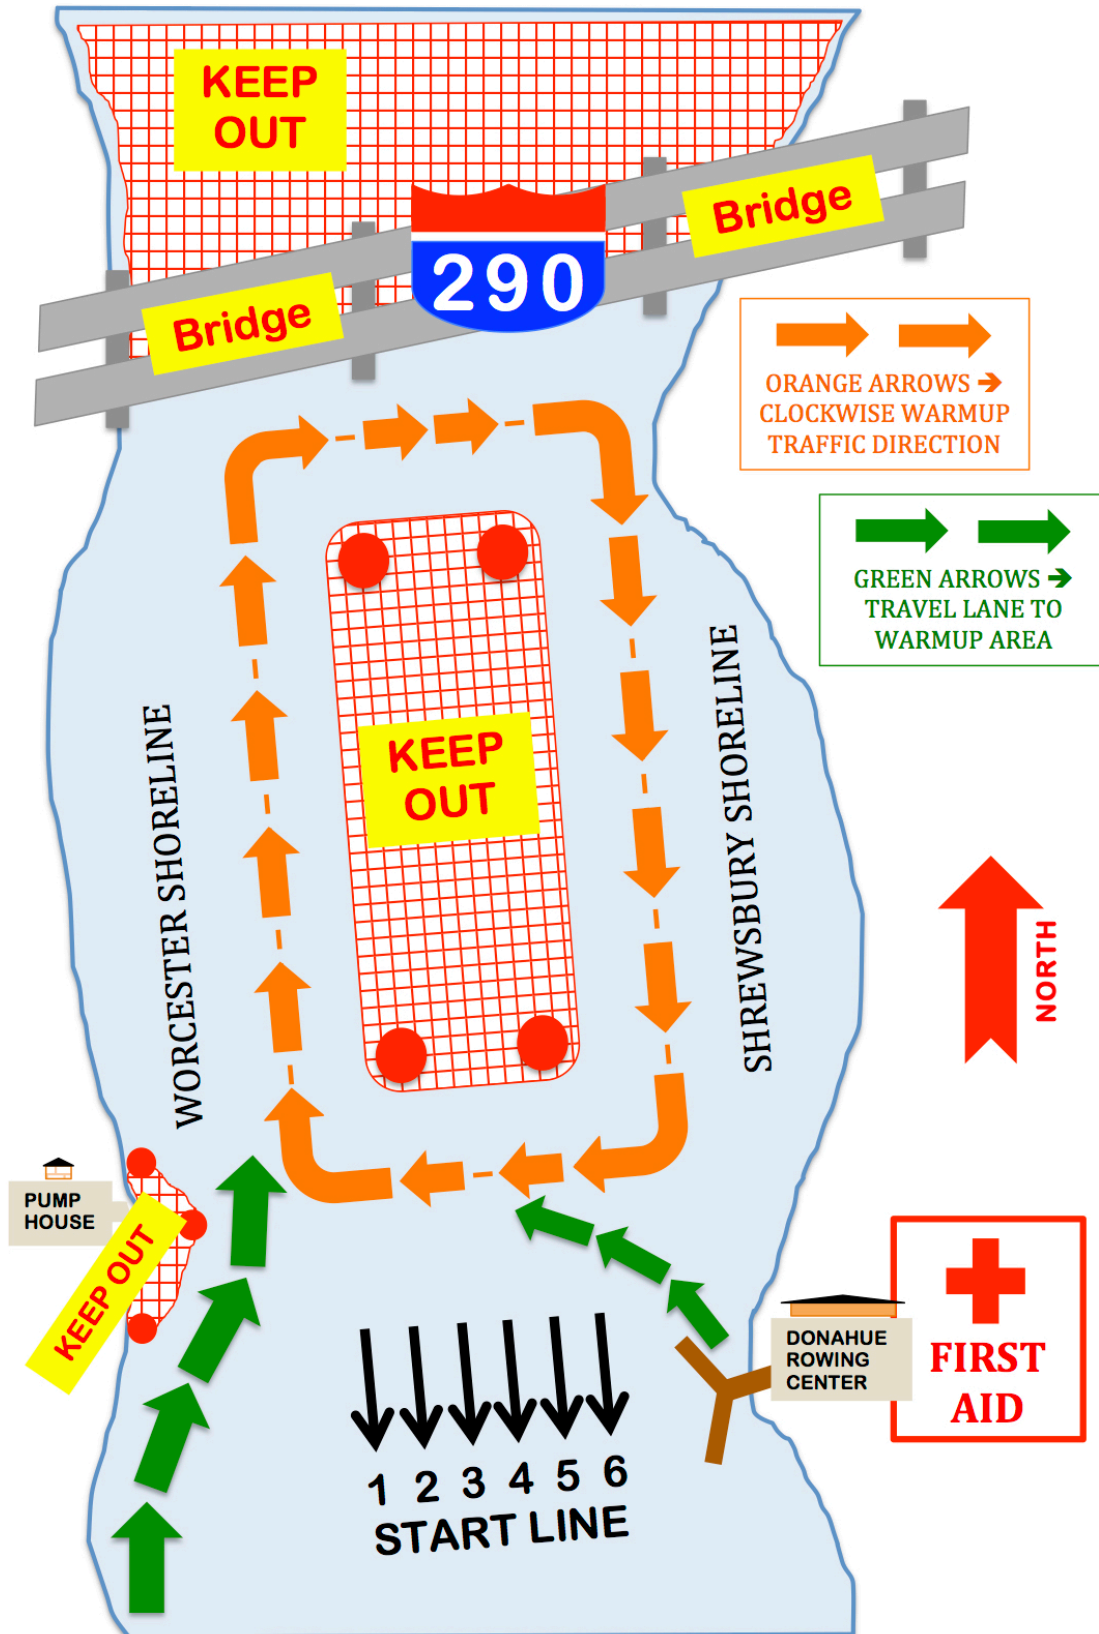 KEEP
OUT
Bridge
290
Bridge
ORANGE ARROWS ➔
CLOCKWISE WARMUP
TRAFFIC DIRECTION
GREEN ARROWS ➔
TRAVEL LANE TO
WARMUP AREA
KEEP
OUT
WORCESTER SHORELINE
SHREWSBURY SHORELINE
NORTH
PUMP
HOUSE
KEEP OUT
DONAHUE
ROWING
CENTER
FIRST
AID
1 2 3 4 5 6
START LINE